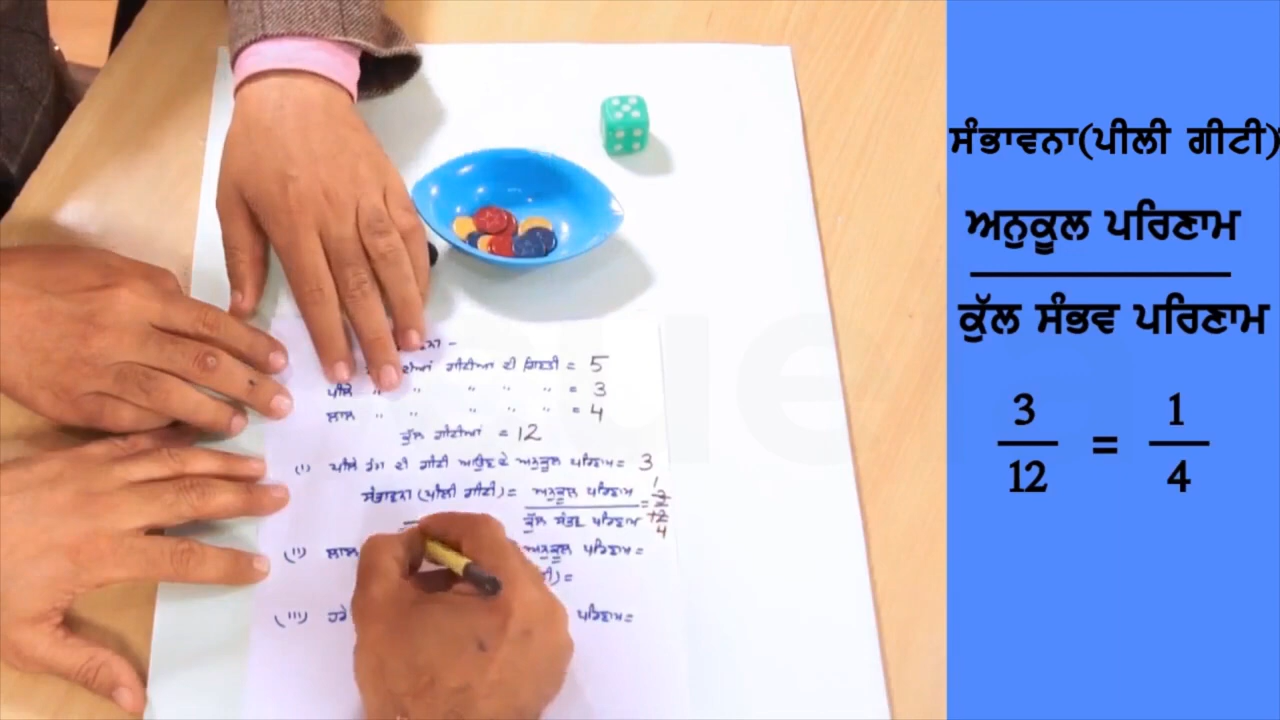 ਗੀਟੀਆਂ ਦੀ ਗਿਣਤੀ = 5
ਪੀਲੇ " " " " " = 3
ਲਾਲ " " " " " = 4
ਕੁੱਲ ਗੀਟੀਆਂ = 12
(i) ਪੀਲੇ ਰੰਗ ਦੀ ਗੀਟੀ ਆਉਣ ਦੇ ਅਨੁਕੂਲ ਪਰਿਣਾਮ = 3
ਸੰਭਾਵਨਾ (ਪੀਲੀ ਗੀਟੀ) = ਅਨੁਕੂਲ ਪਰਿਣਾਮ
ਕੁੱਲ ਸੰਭਵ ਪਰਿਣਾਮ
(ii) ਲਾਲ ਅਨੁਕੂਲ ਪਰਿਣਾਮ =
(iii) ਹਰੇ ਪਰਿਣਾਮ =
ਸੰਭਾਵਨਾ(ਪੀਲੀ ਗੀਟੀ)
ਅਨੁਕੂਲ ਪਰਿਣਾਮ
ਕੁੱਲ ਸੰਭਵ ਪਰਿਣਾਮ
3/12 = 1/4